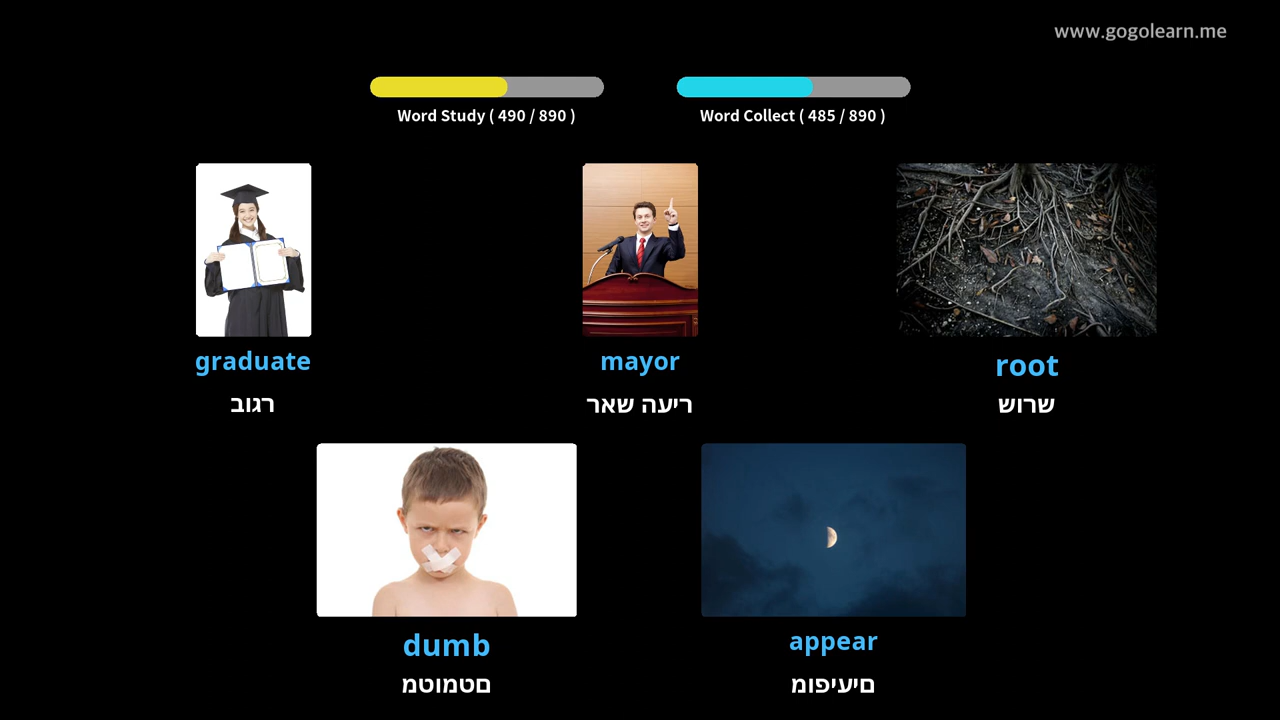 www.gogolearn.me
Word Study ( 490 / 890 )
Word Collect ( 485 / 890 )
graduate
רגוב
mayor
ריעה שאר
root
שרוש
dumb
םטמוטמ
appear
םיעיפומ